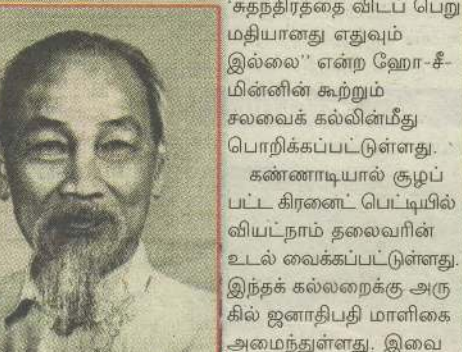 'சுதந்திரத்தை விடப் பெறு
மதியானது எதுவும்
இல்லை'' என்ற ஹோ-சீ-
மின்னின் கூற்றும்
சலவைக் கல்லின்மீது
பொறிக்கப்பட்டுள்ளது.
கண்ணாடியால் சூழப்
பட்ட கிரனைட் பெட்டியில்
வியட்நாம் தலைவரின்
உடல் வைக்கப்பட்டுள்ளது.
இந்தக் கல்லறைக்கு அரு
கில் ஜனாதிபதி மாளிகை
அமைந்துள்ளது. இவை